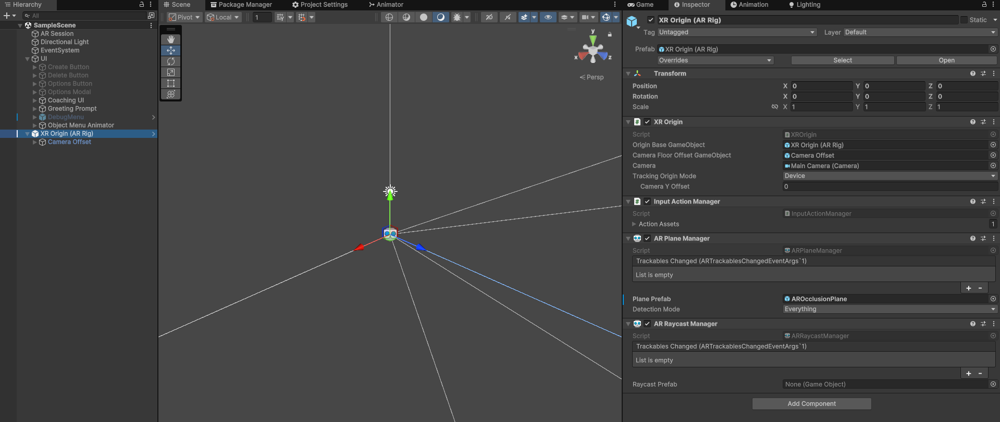 Hierarchy
All
SampleScene
AR Session
Directional Light
EventSystem
UI
Create Button
Delete Button
Options Button
Options Modal
Coaching UI
Greeting Prompt
DebugMenu
Object Menu Animator
XR Origin (AR Rig)
Camera Offset
Scene
Package Manager
Project Settings
Animator
Pivot
Local
1
2D
y
x
z
Persp
Game
Inspector
Animation
Lighting
XR Origin (AR Rig)
Static
Tag Untagged Layer Default
Prefab XR Origin (AR Rig)
Overrides Select Open
Transform
Position X 0 Y 0 Z 0
Rotation X 0 Y 0 Z 0
Scale X 1 Y 1 Z 1
XR Origin
Script XROrigin
Origin Base GameObject XR Origin (AR Rig)
Camera Floor Offset GameObject Camera Offset
Camera Main Camera (Camera)
Tracking Origin Mode Device
Camera Y Offset 0
Input Action Manager
Script InputActionManager
Action Assets 1
AR Plane Manager
Script ARPlaneManager
Trackables Changed (ARTrackablesChangedEventArgs`1)
List is empty
+ -
Plane Prefab AROcclusionPlane
Detection Mode Everything
AR Raycast Manager
Script ARRaycastManager
Trackables Changed (ARTrackablesChangedEventArgs`1)
List is empty
+ -
Raycast Prefab None (Game Object)
Add Component